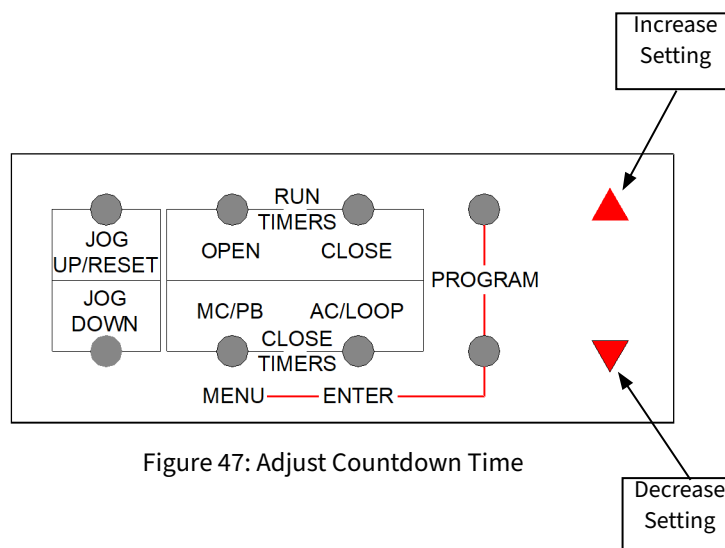 Increase
Setting
RUN
TIMERS
JOG
UP/RESET
OPEN CLOSE
PROGRAM
JOG
DOWN
MC/PB AC/LOOP
CLOSE
TIMERS
MENU ENTER
Figure 47: Adjust Countdown Time
Decrease
Setting